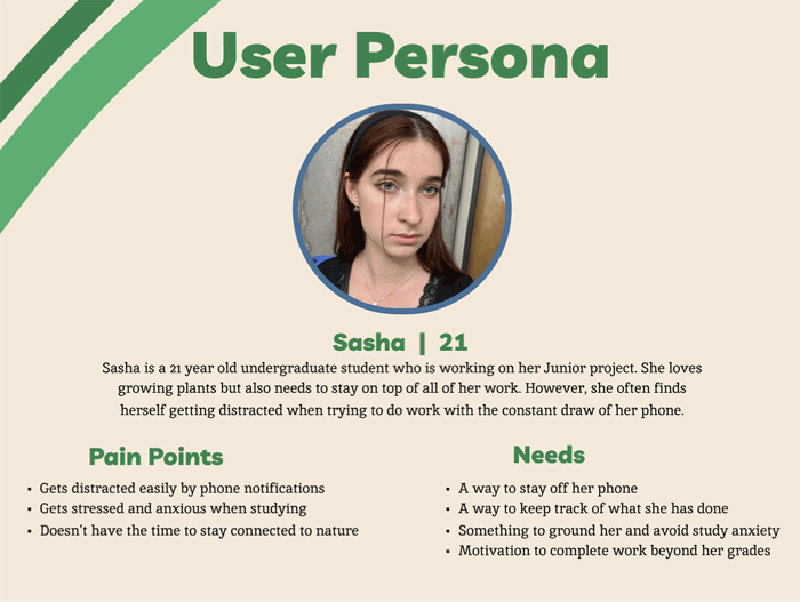 User Persona
Sasha | 21
Sasha is a 21 year old undergraduate student who is working on her Junior project. She loves
growing plants but also needs to stay on top of all of her work. However, she often finds
herself getting distracted when trying to do work with the constant draw of her phone.
Pain Points
• Gets distracted easily by phone notifications
• Gets stressed and anxious when studying
• Doesn't have the time to stay connected to nature
Needs
• A way to stay off her phone
• A way to keep track of what she has done
• Something to ground her and avoid study anxiety
• Motivation to complete work beyond her grades